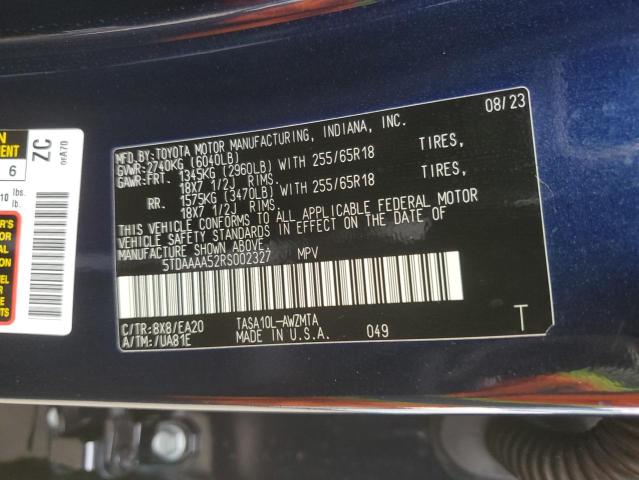 08/23
MFD.BY:TOYOTA MOTOR MANUFACTURING, INDIANA, INC.
GVWR:2740KG (6040LB)
GAWR:FRT. 1345KG (2960LB) WITH 255/65R18 TIRES,
18X7 1/2J RIMS.
RR. 1575KG (3470LB) WITH 255/65R18 TIRES,
18X7 1/2J RIMS.
THIS VEHICLE CONFORMS TO ALL APPLICABLE FEDERAL MOTOR
VEHICLE SAFETY STANDARDS IN EFFECT ON THE DATE OF
MANUFACTURE SHOWN ABOVE.
5TDAAAA52RS002327 MPV
C/TR:8X8/EA20 TASA10L-AWZMTA
A/TM:/UA81E MADE IN U.S.A. 049 T
ZC
6
lbs.
10 lb.